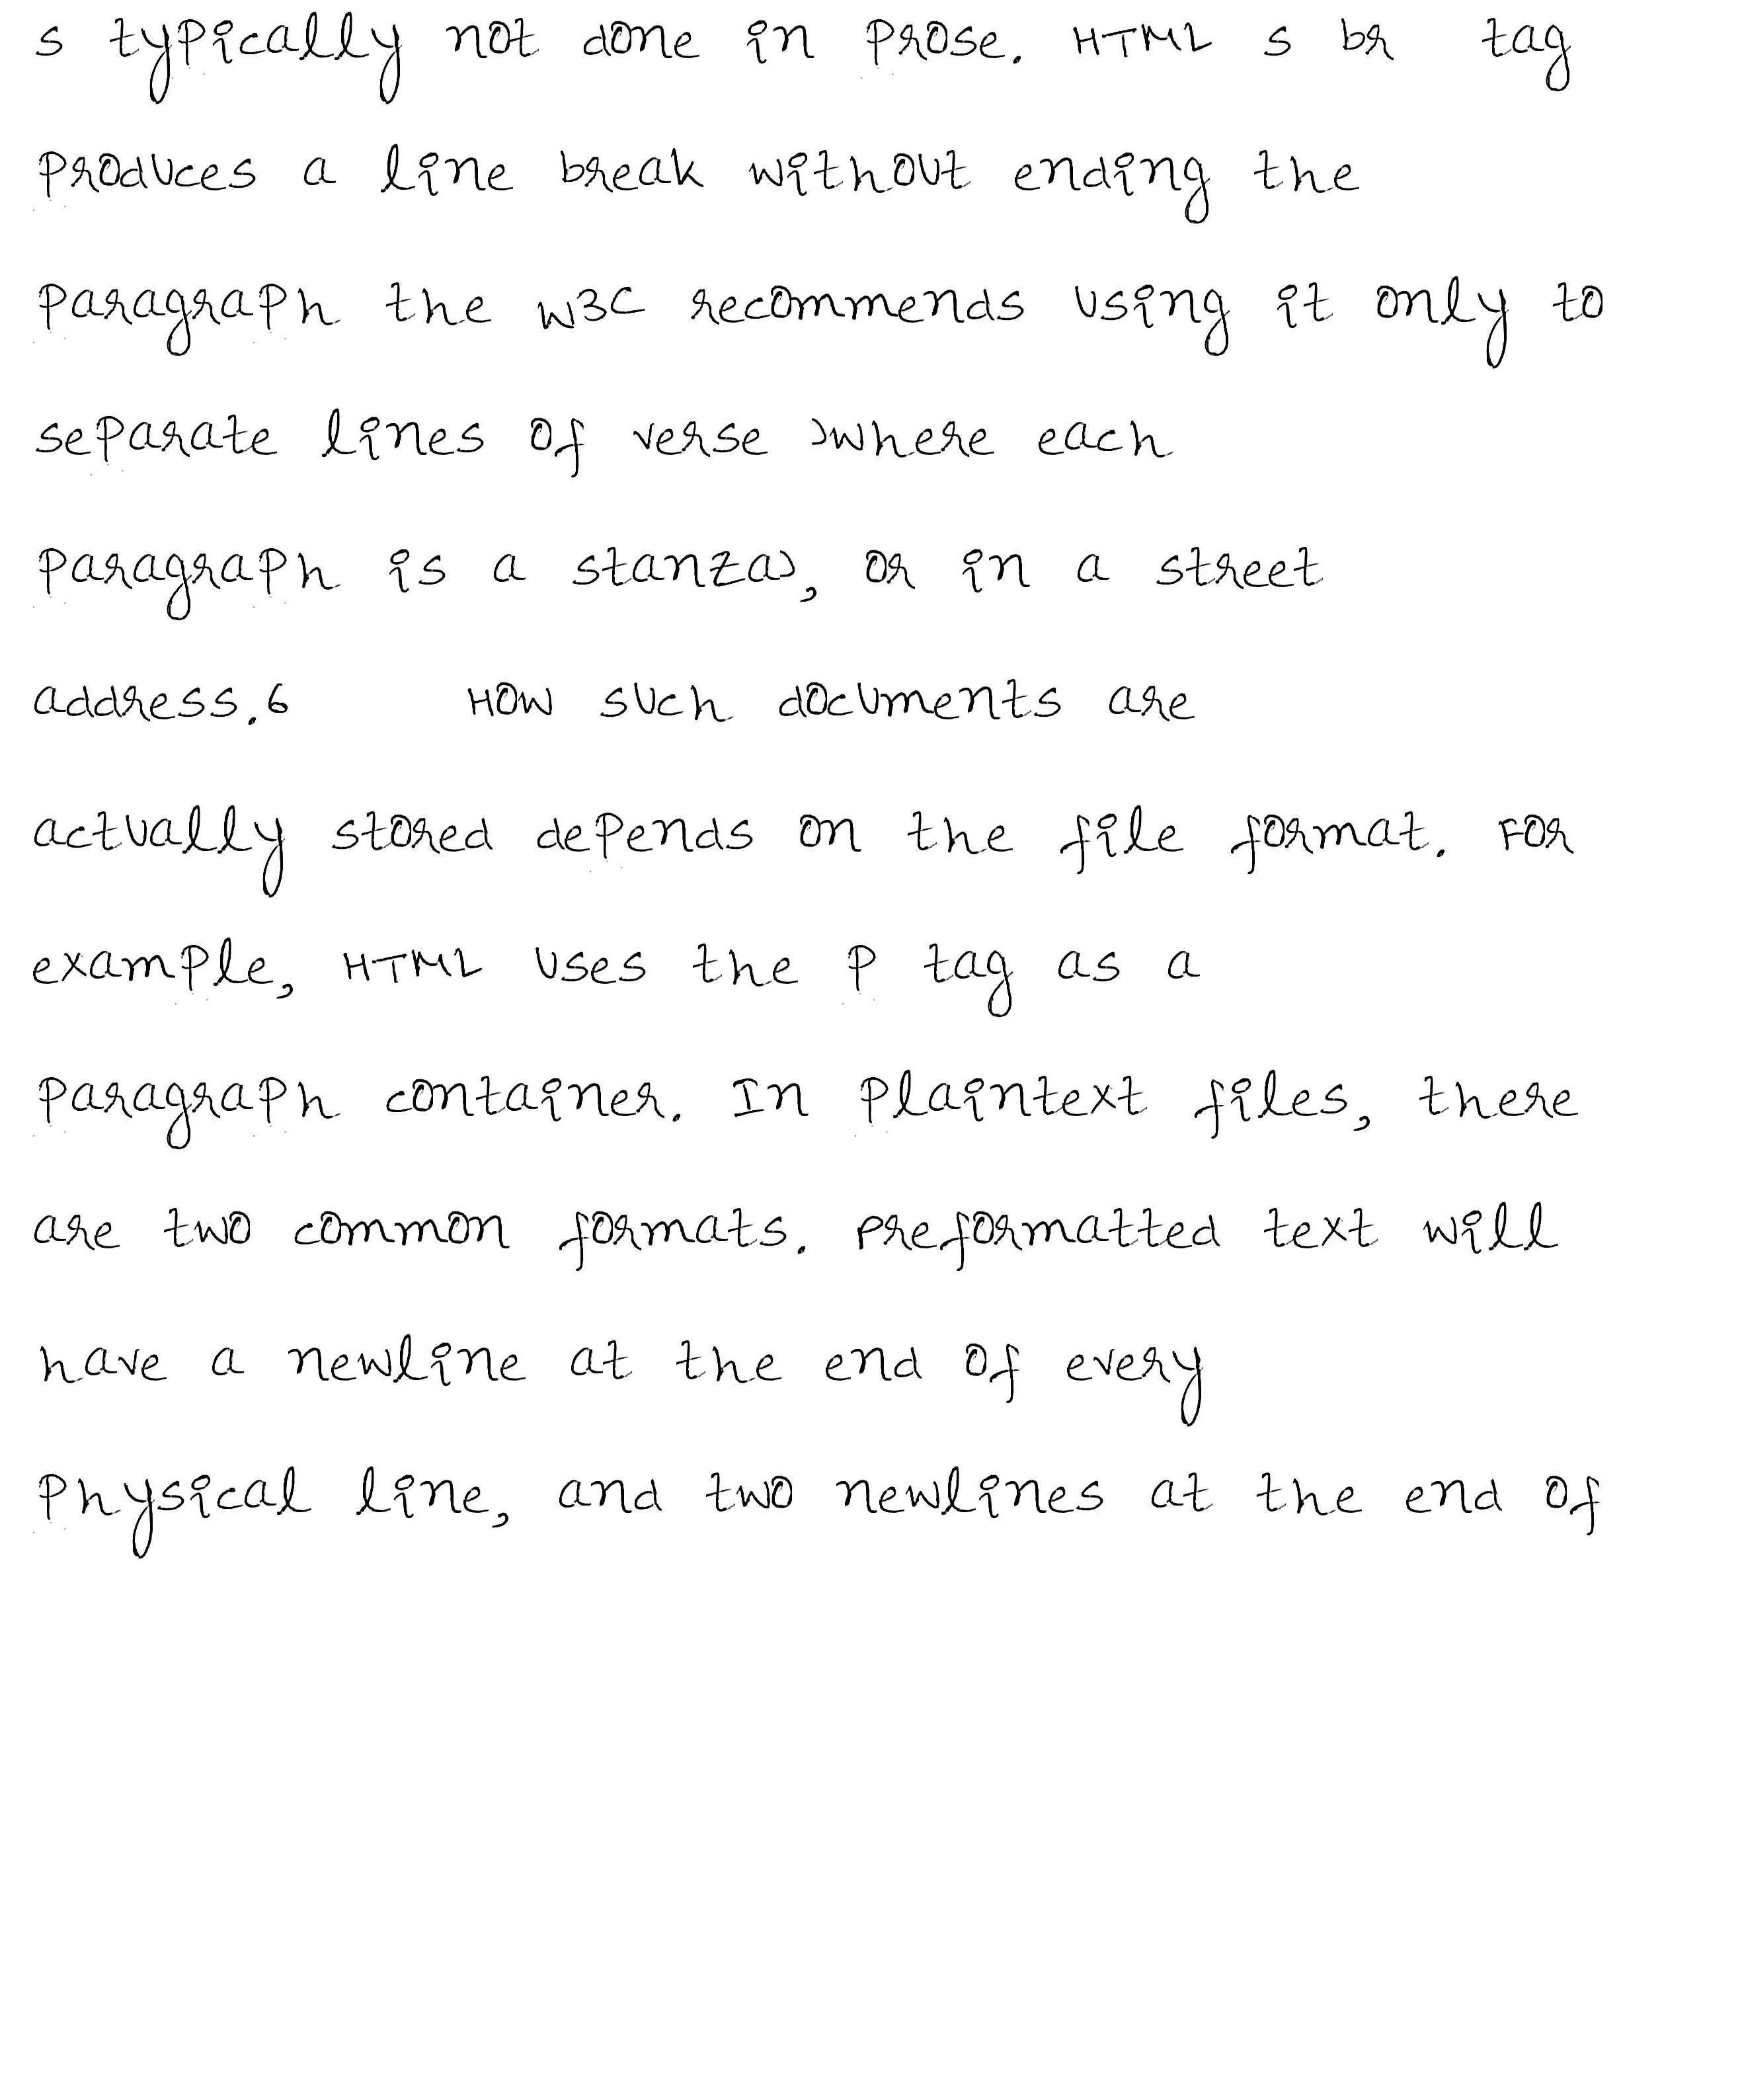 s typically not done in prose. HTML s br tag
produces a line break without ending the
paragraph the W3C recommends using it only to
separate lines of verse )where each
paragraph is a stanza), or in a street
address.6 How such documents are
actually stored depends on the file format. For
example, HTML uses the p tag as a
paragraph container. In plaintext files, there
are two common formats. Preformatted text will
have a newline at the end of every
physical line, and two newlines at the end of